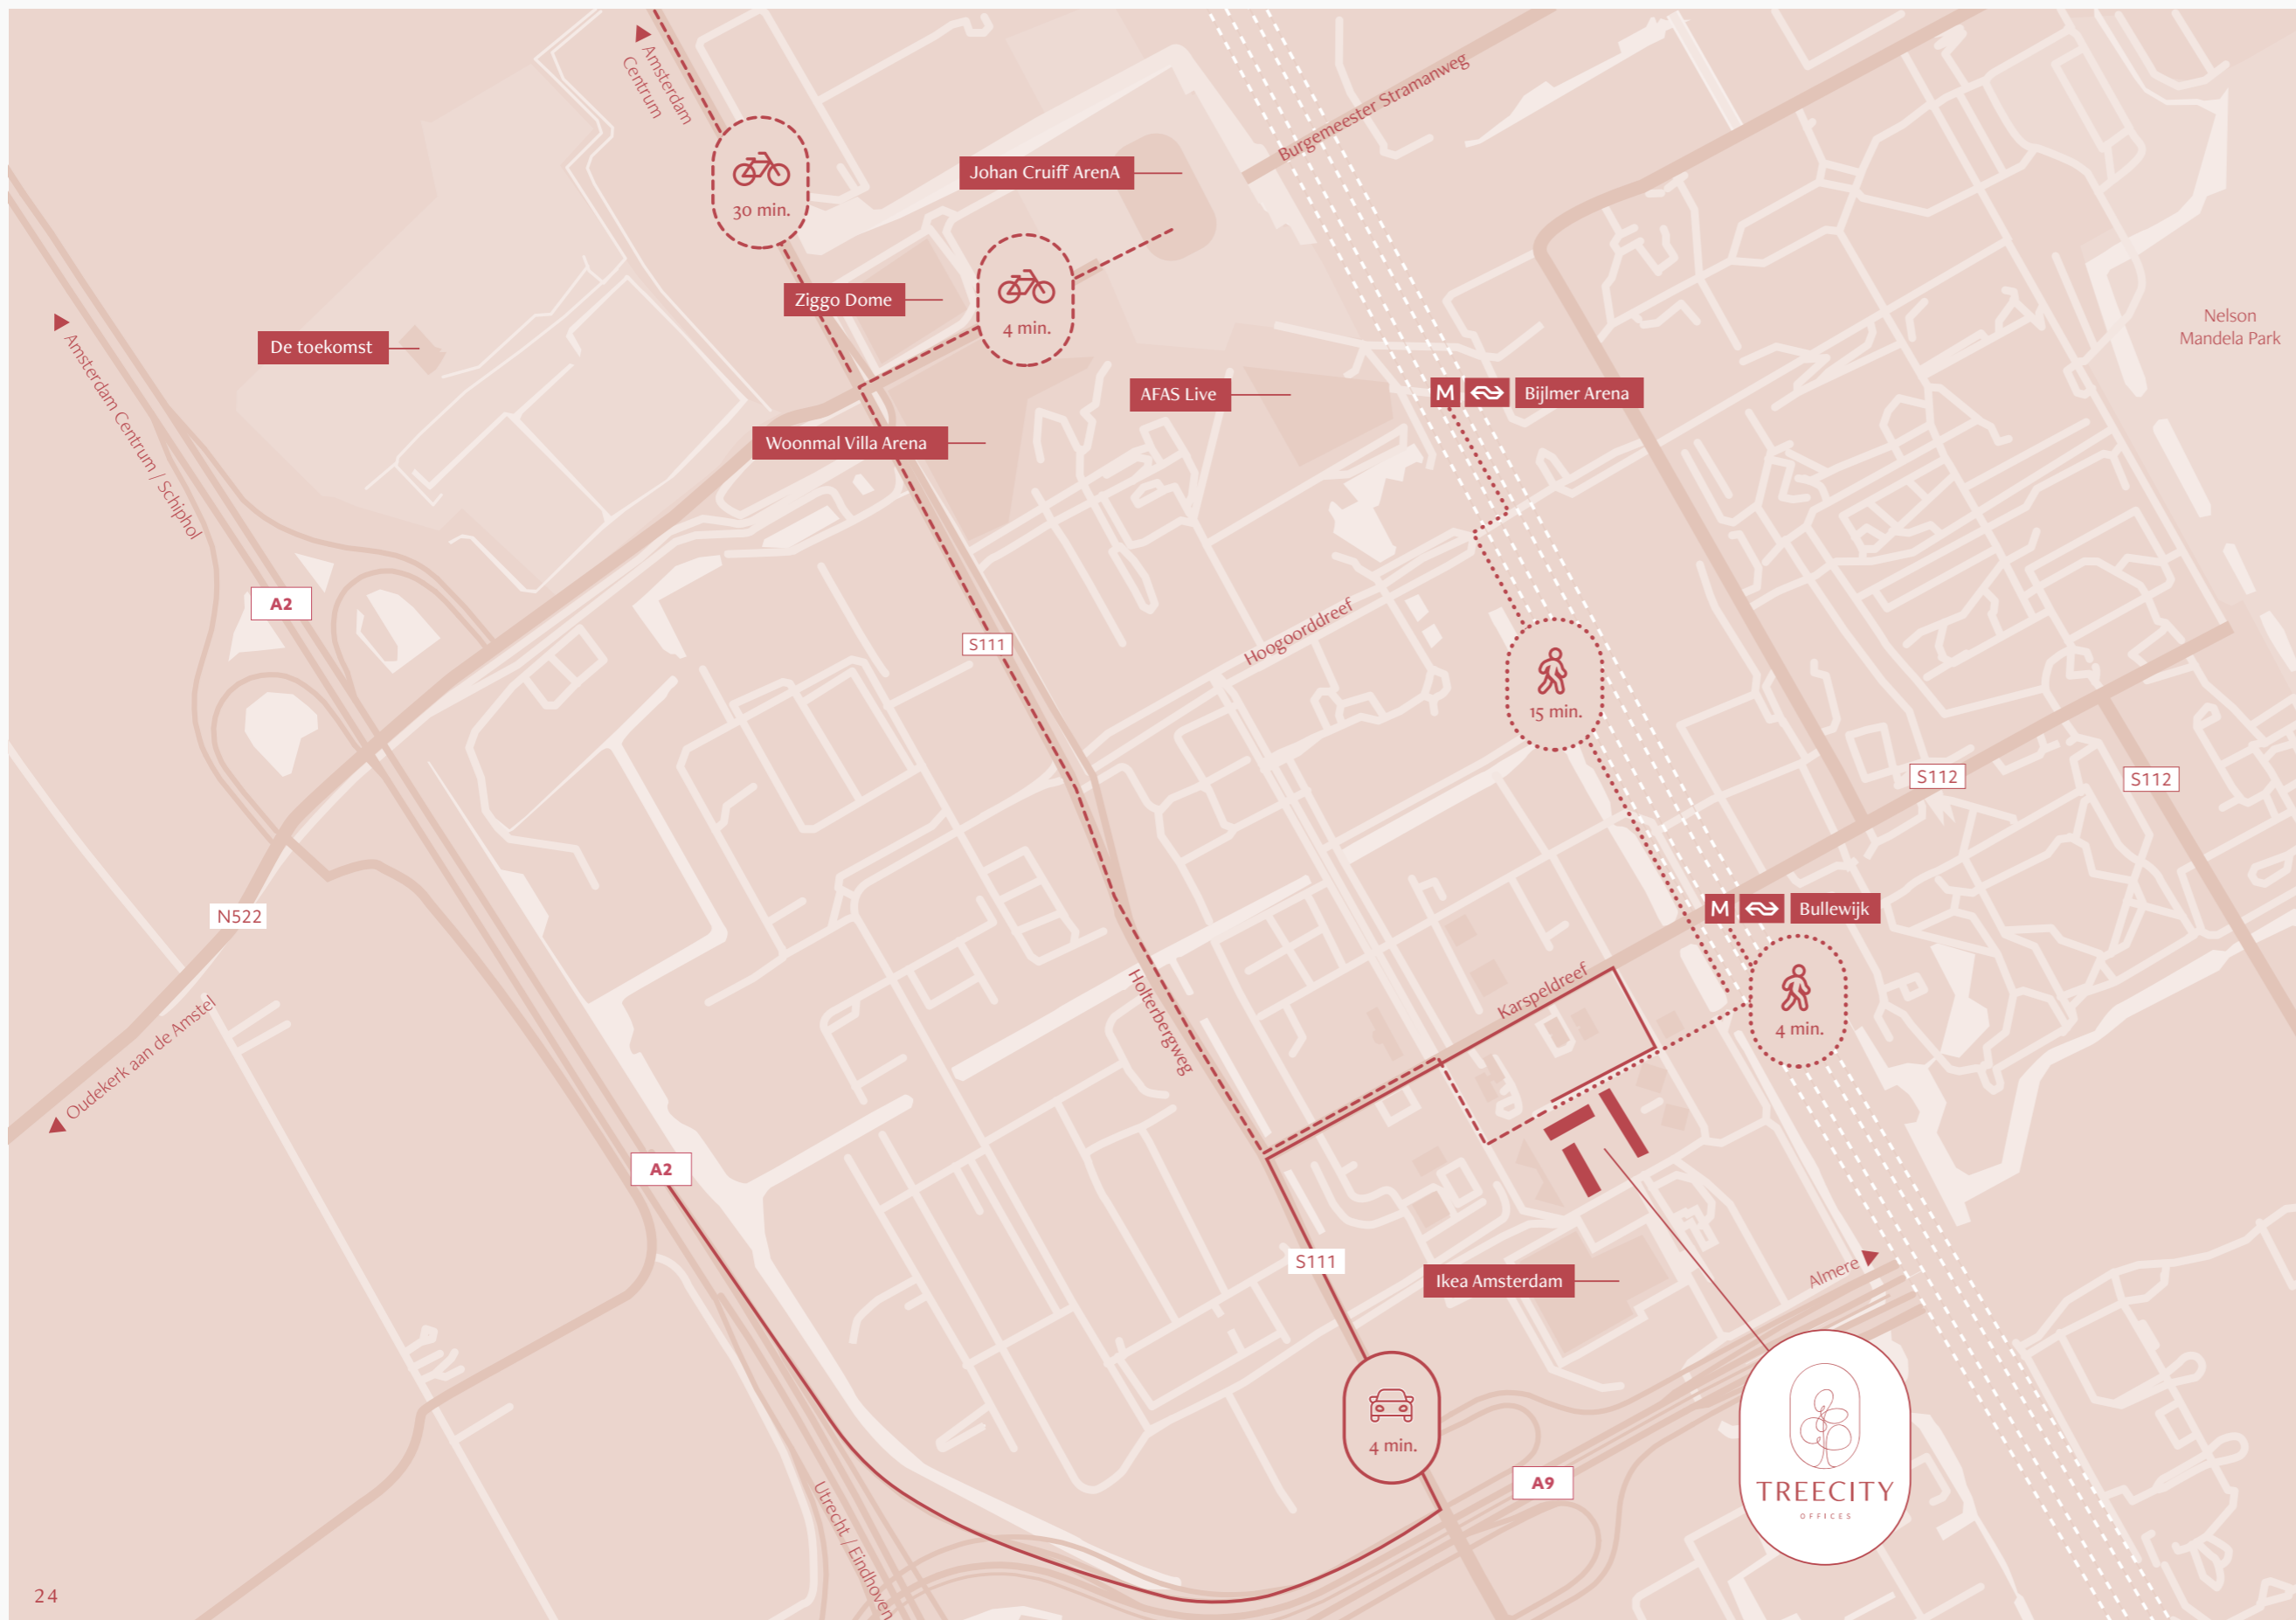 Amsterdam
Centrum
Burgemeester Stramanweg
30 min.
Johan Cruiff ArenA
Ziggo Dome
4 min.
De toekomst
Nelson
Mandela Park
Amsterdam Centrum / Schiphol
AFAS Live
M
Bijlmer Arena
Woonmal Villa Arena
A2
S111
Hoogoorddreef
15 min.
S112
S112
N522
M
Bullewijk
Oudekerk aan de Amstel
Holterbergweg
Karspeldreef
4 min.
A2
S111
Ikea Amsterdam
Almere
4 min.
A9
Utrecht / Eindhoven
TREECITY
OFFICES
24